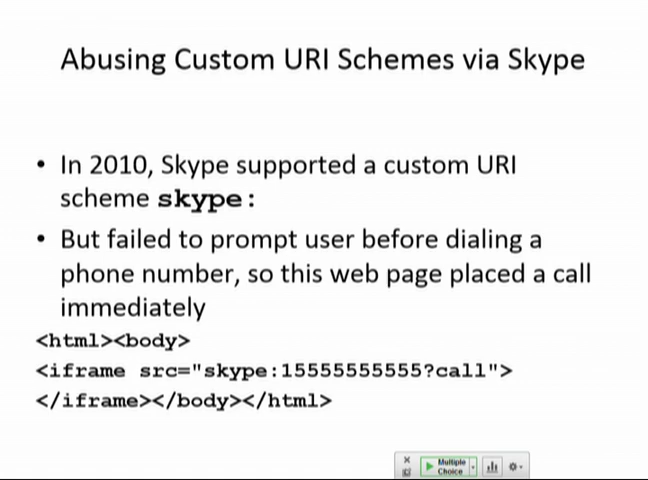 Abusing Custom URI Schemes via Skype
• In 2010, Skype supported a custom URI
scheme skype:
• But failed to prompt user before dialing a
phone number, so this web page placed a call
immediately
<html><body>
<iframe src="skype:15555555555?call">
</iframe></body></html>
Multiple
Choice